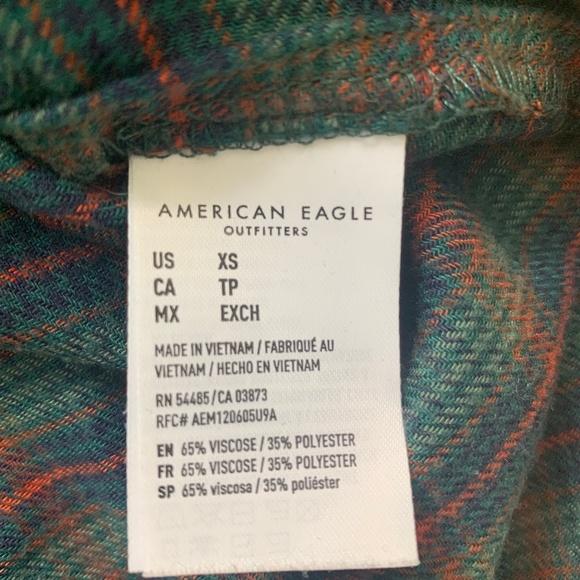 AMERICAN EAGLE
OUTFITTERS
US XS
CA TP
MX EXCH
MADE IN VIETNAM / FABRIQUÉ AU
VIETNAM / HECHO EN VIETNAM
RN 54485/CA 03873
RFC# AEM120605U9A
EN 65% VISCOSE / 35% POLYESTER
FR 65% VISCOSE / 35% POLYESTER
SP 65% viscosa / 35% poliéster